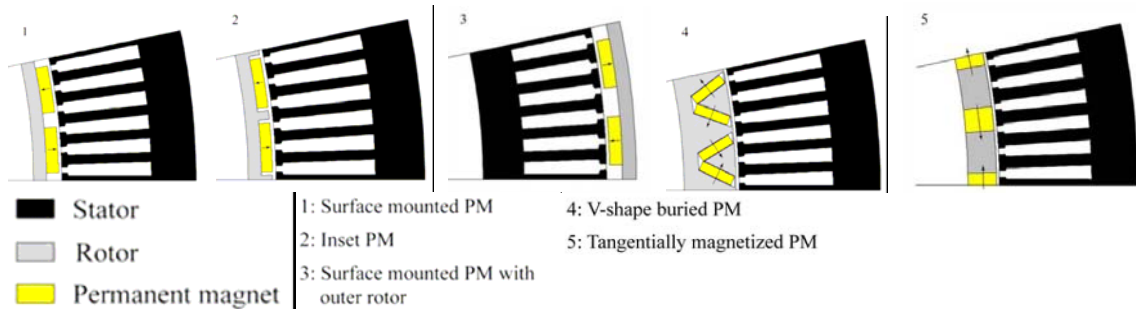 1
2
3
4
5
Stator
Rotor
Permanent magnet
1: Surface mounted PM
2: Inset PM
3: Surface mounted PM with
outer rotor
4: V-shape buried PM
5: Tangentially magnetized PM